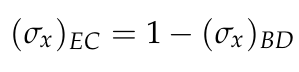 (σₓ)_{EC} = 1 − (σₓ)_{BD}